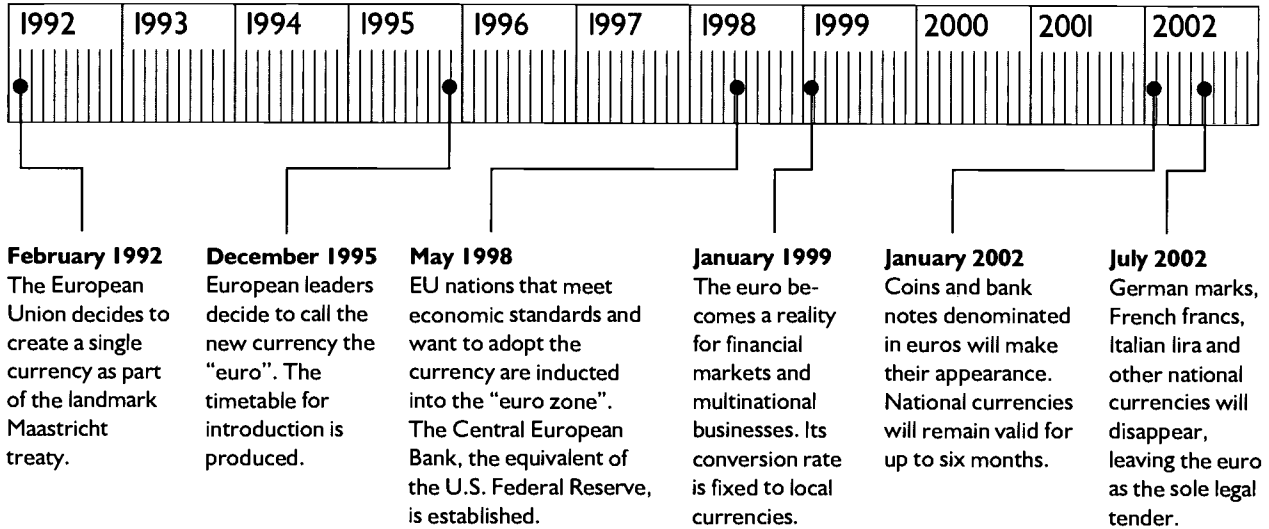 1992 1993 1994 1995 1996 1997 1998 1999 2000 2001 2002
February 1992
The European
Union decides to
create a single
currency as part
of the landmark
Maastricht
treaty.
December 1995
European leaders
decide to call the
new currency the
“euro”. The
timetable for
introduction is
produced.
May 1998
EU nations that meet
economic standards and
want to adopt the
currency are inducted
into the “euro zone”.
The Central European
Bank, the equivalent of
the U.S. Federal Reserve,
is established.
January 1999
The euro be-
comes a reality
for financial
markets and
multinational
businesses. Its
conversion rate
is fixed to local
currencies.
January 2002
Coins and bank
notes denominated
in euros will make
their appearance.
National currencies
will remain valid for
up to six months.
July 2002
German marks,
French francs,
Italian lira and
other national
currencies will
disappear,
leaving the euro
as the sole legal
tender.